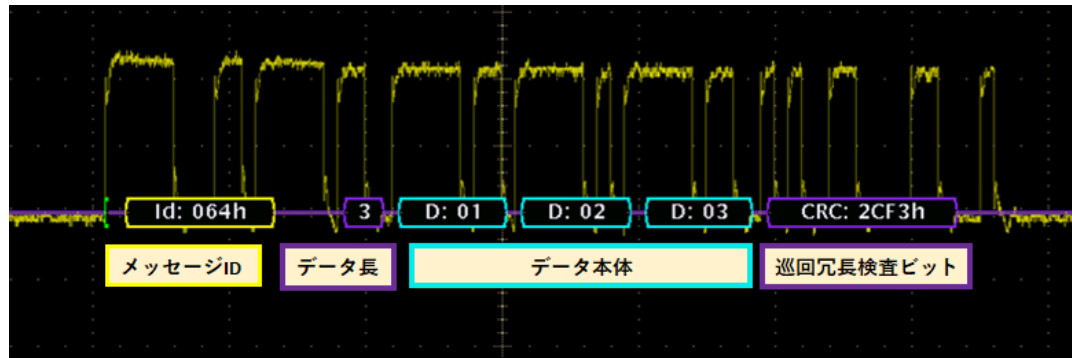 Id: 064h
3
D: 01
D: 02
D: 03
CRC: 2CF3h
メッセージID
データ長
データ本体
巡回冗長検査ビット